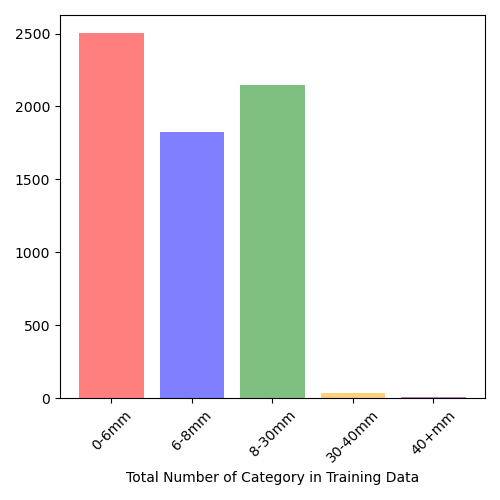 2500
2000
1500
1000
500
0
0-6mm
6-8mm
8-30mm
30-40mm
40+mm
Total Number of Category in Training Data